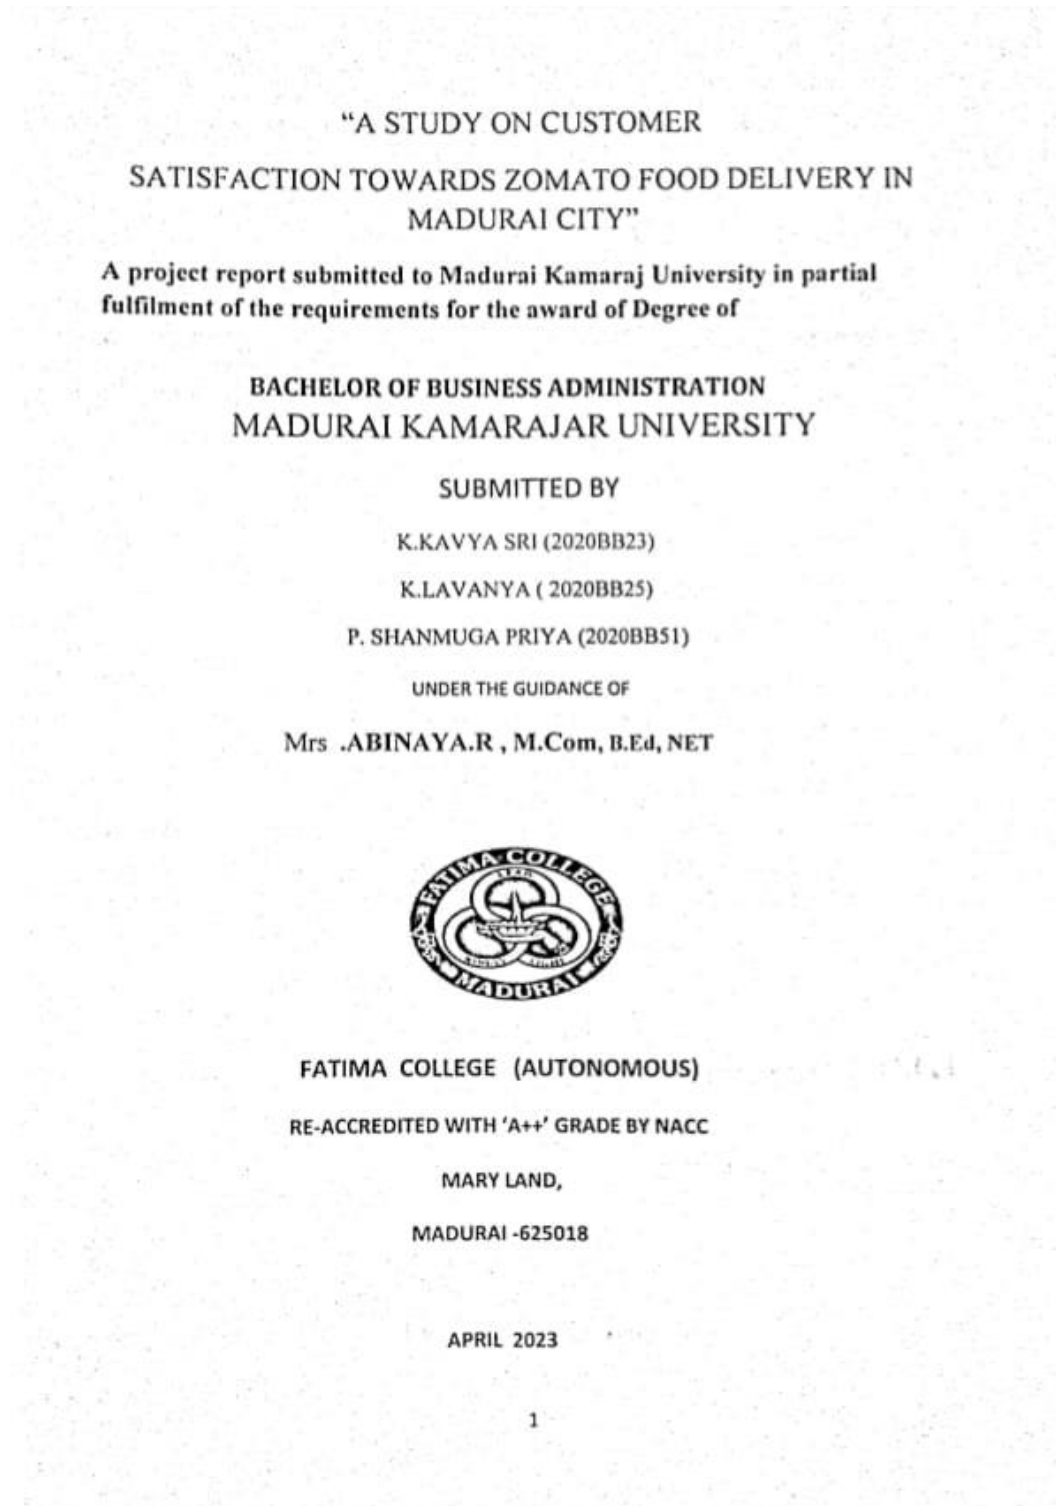 “A STUDY ON CUSTOMER
SATISFACTION TOWARDS ZOMATO FOOD DELIVERY IN
MADURAI CITY”
A project report submitted to Madurai Kamaraj University in partial
fulfilment of the requirements for the award of Degree of
BACHELOR OF BUSINESS ADMINISTRATION
MADURAI KAMARAJAR UNIVERSITY
SUBMITTED BY
K.KAVYA SRI (2020BB23)
K.LAVANYA ( 2020BB25)
P. SHANMUGA PRIYA (2020BB51)
UNDER THE GUIDANCE OF
Mrs .ABINAYA.R , M.Com, B.Ed, NET
FATIMA COLLEGE
MADURAI
FATIMA COLLEGE (AUTONOMOUS)
RE-ACCREDITED WITH ‘A++’ GRADE BY NACC
MARY LAND,
MADURAI -625018
APRIL 2023
1